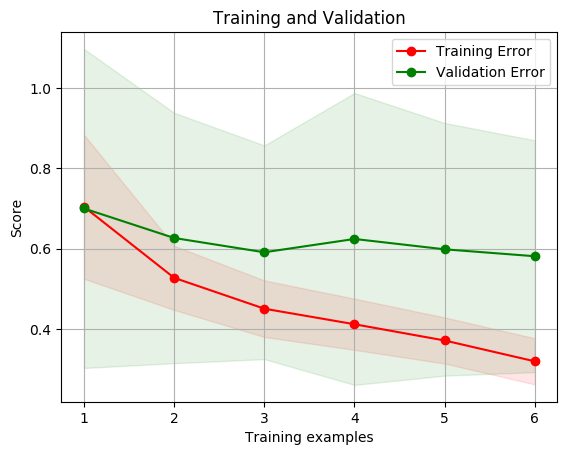 Training and Validation
Training Error
Validation Error
Score
1.0
0.8
0.6
0.4
1 2 3 4 5 6
Training examples